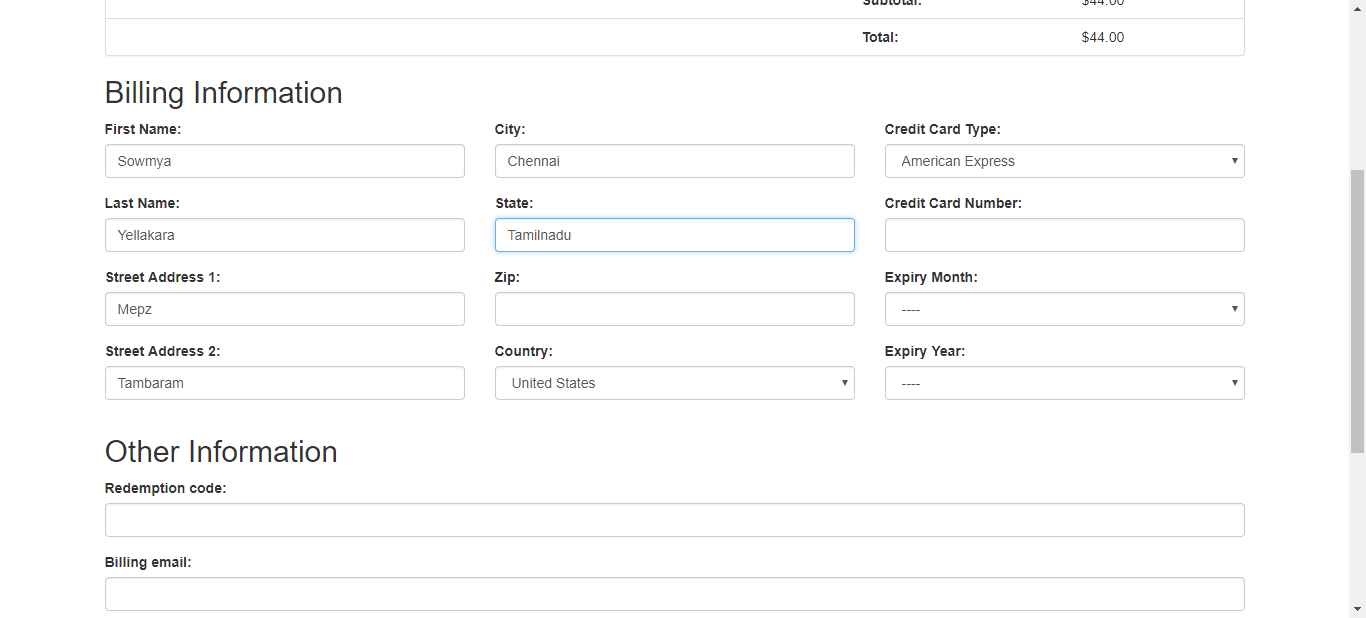 Subtotal: $44.00
Total: $44.00
Billing Information
First Name: City: Credit Card Type:
Sowmya Chennai American Express
Last Name: State: Credit Card Number:
Yellakara Tamilnadu
Street Address 1: Zip: Expiry Month:
Mepz ----
Street Address 2: Country: Expiry Year:
Tambaram United States ----
Other Information
Redemption code:
Billing email: